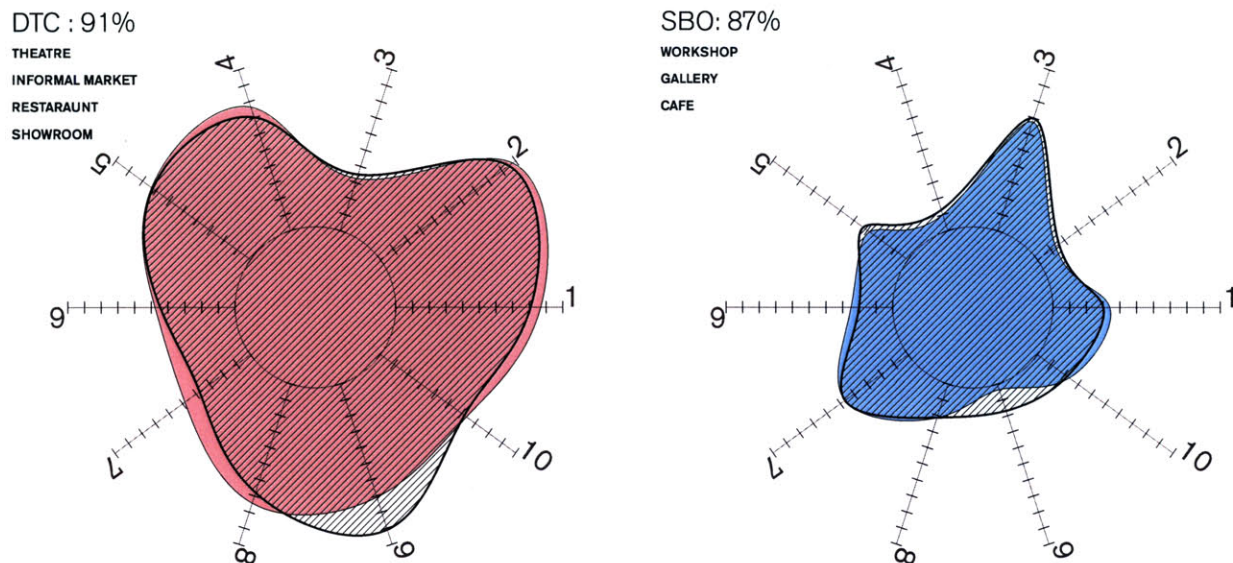 DTC : 91%
THEATRE
INFORMAL MARKET
RESTARAUNT
SHOWROOM
1
2
3
4
5
6
7
8
9
10
SBO: 87%
WORKSHOP
GALLERY
CAFE
1
2
3
4
5
6
7
8
9
10